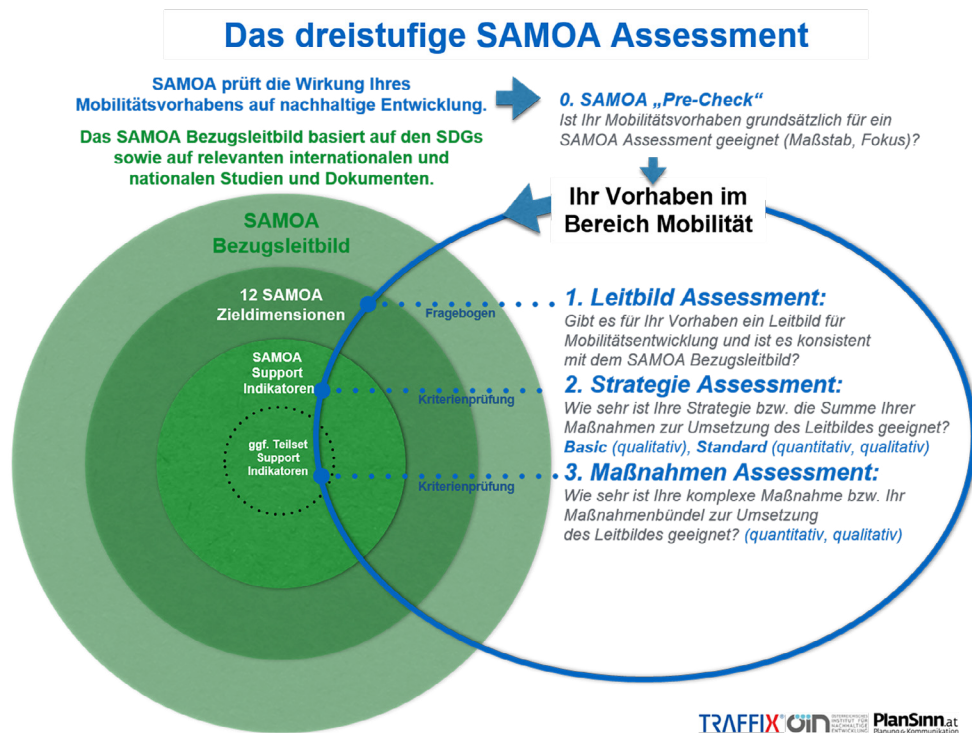 Das dreistufige SAMOA Assessment
SAMOA prüft die Wirkung Ihres
Mobilitätsvorhabens auf nachhaltige Entwicklung.
Das SAMOA Bezugsleitbild basiert auf den SDGs
sowie auf relevanten internationalen und
nationalen Studien und Dokumenten.
0. SAMOA „Pre-Check“
Ist Ihr Mobilitätsvorhaben grundsätzlich für ein
SAMOA Assessment geeignet (Maßstab, Fokus)?
Ihr Vorhaben im
Bereich Mobilität
SAMOA
Bezugsleitbild
12 SAMOA
Zieldimensionen
SAMOA
Support
Indikatoren
ggf. Teilset
Support
Indikatoren
Fragebogen
1. Leitbild Assessment:
Gibt es für Ihr Vorhaben ein Leitbild für
Mobilitätsentwicklung und ist es konsistent
mit dem SAMOA Bezugsleitbild?
Kriterienprüfung
2. Strategie Assessment:
Wie sehr ist Ihre Strategie bzw. die Summe Ihrer
Maßnahmen zur Umsetzung des Leitbildes geeignet?
Basic (qualitativ), Standard (quantitativ, qualitativ)
Kriterienprüfung
3. Maßnahmen Assessment:
Wie sehr ist Ihre komplexe Maßnahme bzw. Ihr
Maßnahmenbündel zur Umsetzung
des Leitbildes geeignet? (quantitativ, qualitativ)
TRAFFIX
öin
ÖSTERREICHISCHES
INSTITUT FÜR
NACHHALTIGE
ENTWICKLUNG
PlanSinn.at
Planung & Kommunikation